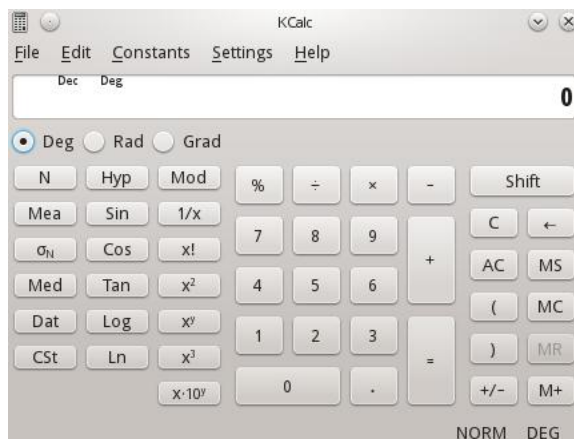 KCalc
File Edit Constants Settings Help
Dec Deg
0
Deg Rad Grad
N Hyp Mod % ÷ × − Shift
Mea Sin 1/x 7 8 9 + C ←
σN Cos x! AC MS
Med Tan x² 4 5 6 ( MC
Dat Log xʸ 1 2 3 = ) MR
CSt Ln x³
x·10ʸ 0 . +/− M+
NORM DEG